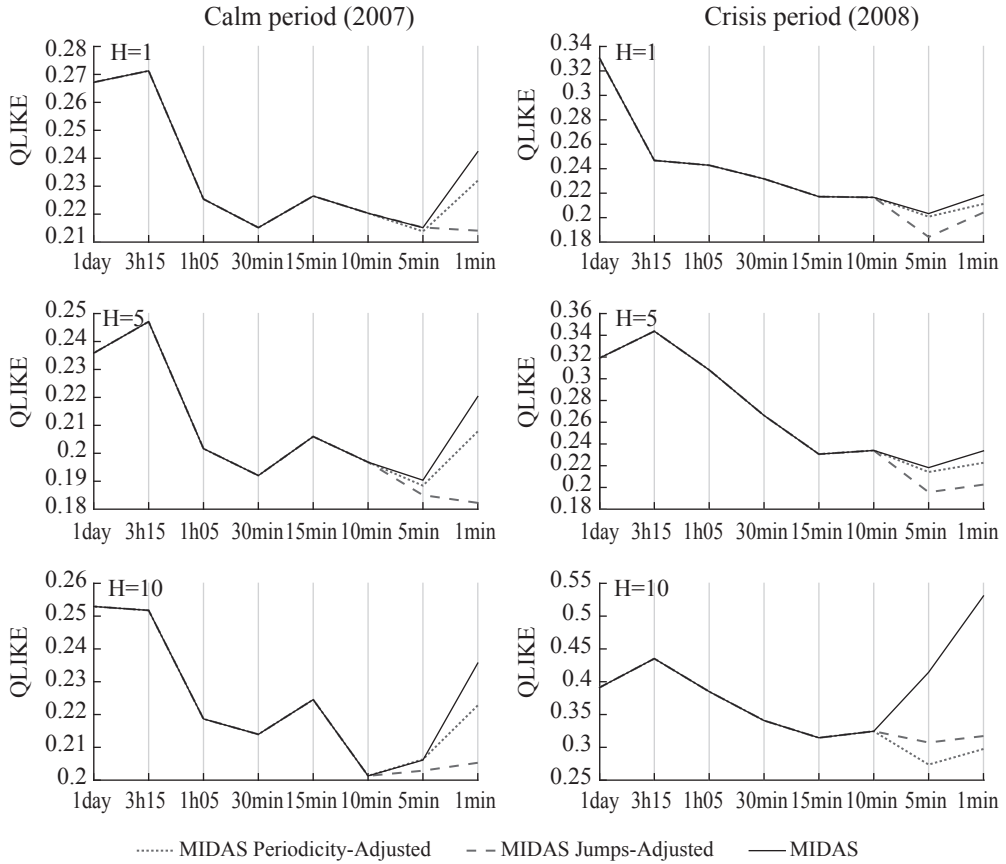 Calm period (2007)
Crisis period (2008)
H=1
QLIKE
0.28
0.27
0.26
0.25
0.24
0.23
0.22
0.21
1day 3h15 1h05 30min 15min 10min 5min 1min
H=1
QLIKE
0.34
0.32
0.3
0.28
0.24
0.22
0.2
0.18
1day 3h15 1h05 30min 15min 10min 5min 1min
H=5
QLIKE
0.25
0.24
0.23
0.22
0.21
0.2
0.19
0.18
1day 3h15 1h05 30min 15min 10min 5min 1min
H=5
QLIKE
0.36
0.34
0.32
0.3
0.28
0.26
0.24
0.22
0.2
0.18
1day 3h15 1h05 30min 15min 10min 5min 1min
H=10
QLIKE
0.26
0.25
0.24
0.23
0.22
0.21
0.2
1day 3h15 1h05 30min 15min 10min 5min 1min
H=10
QLIKE
0.55
0.5
0.45
0.4
0.35
0.3
0.25
1day 3h15 1h05 30min 15min 10min 5min 1min
MIDAS Periodicity-Adjusted MIDAS Jumps-Adjusted MIDAS